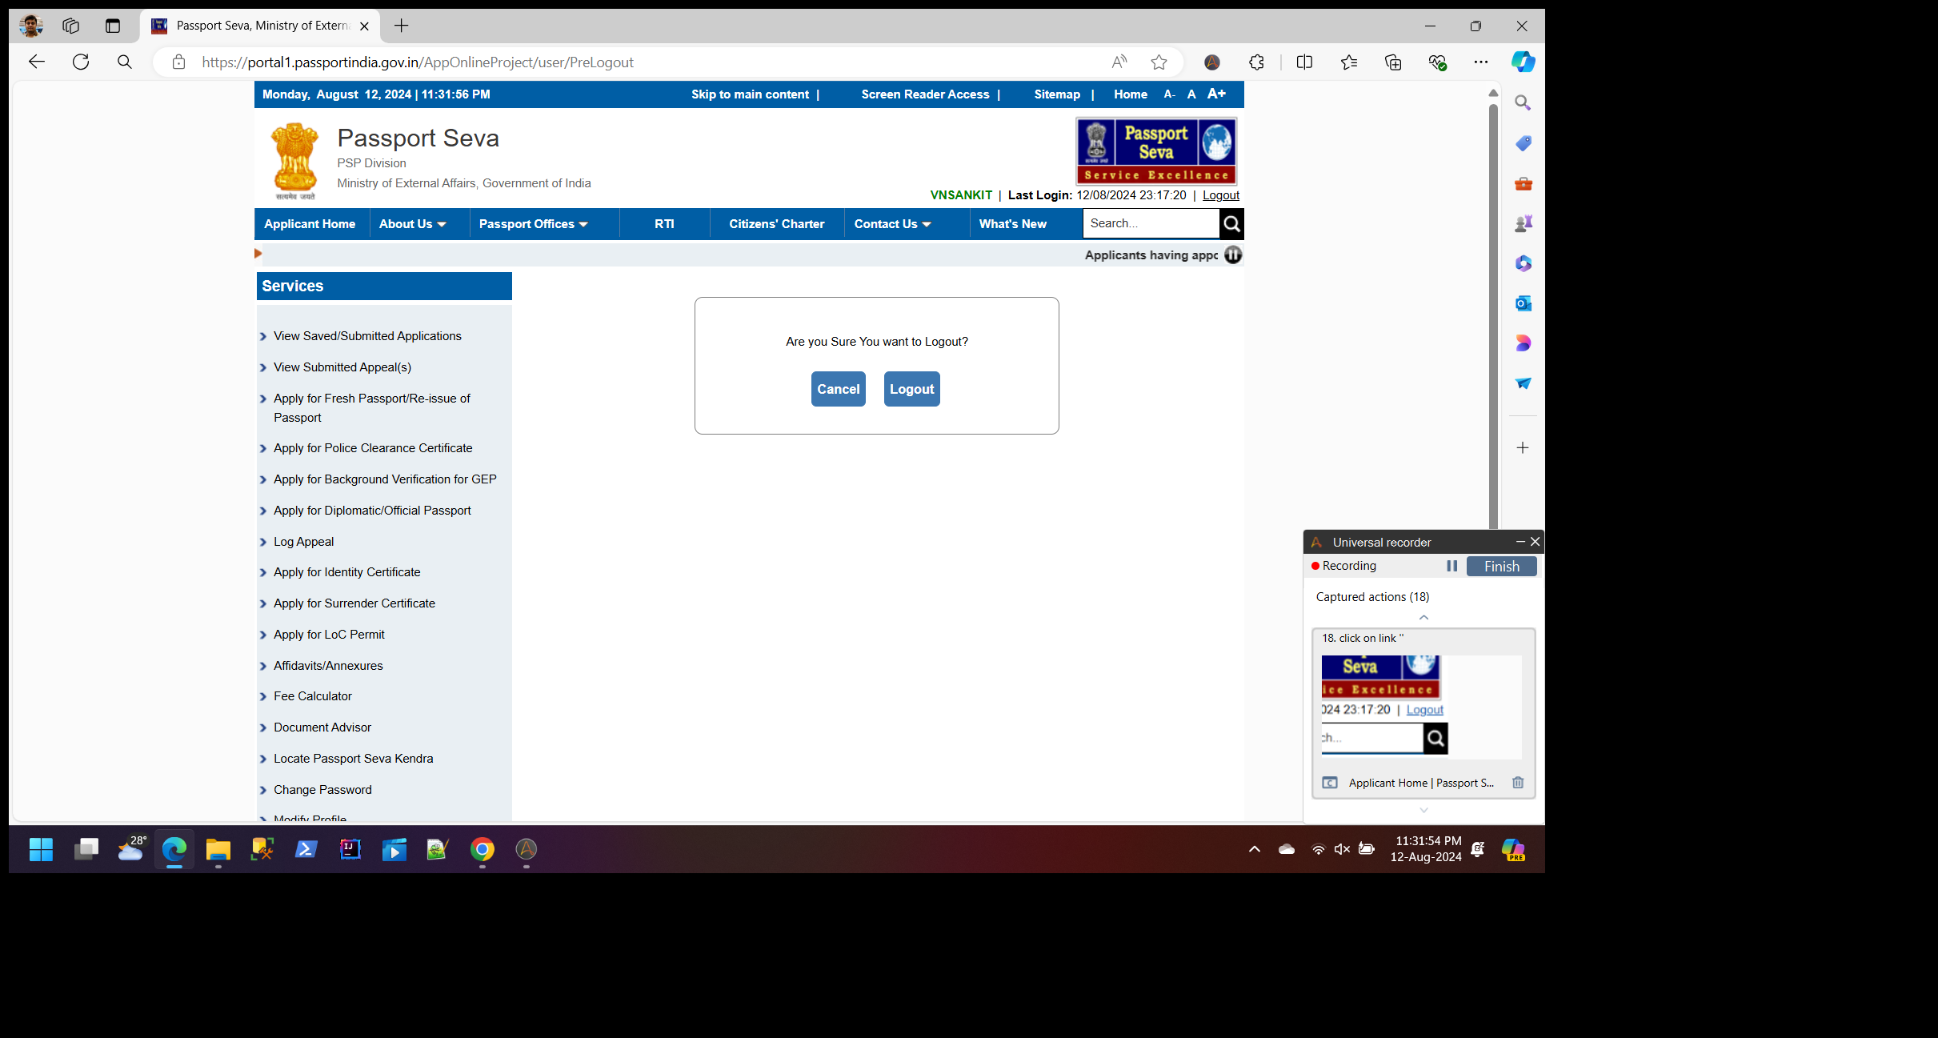 Passport Seva, Ministry of Extern
https://portal1.passportindia.gov.in/AppOnlineProject/user/PreLogout
Monday, August 12, 2024 | 11:31:56 PM
Skip to main content |
Screen Reader Access |
Sitemap |
Home
A- A A+
Passport Seva
PSP Division
Ministry of External Affairs, Government of India
सत्यमेव जयते
Passport
Seva
Service Excellence
VNSANKIT | Last Login: 12/08/2024 23:17:20 | Logout
Applicant Home
About Us
Passport Offices
RTI
Citizens' Charter
Contact Us
What's New
Search...
Applicants having appo
Services
View Saved/Submitted Applications
View Submitted Appeal(s)
Apply for Fresh Passport/Re-issue of
Passport
Apply for Police Clearance Certificate
Apply for Background Verification for GEP
Apply for Diplomatic/Official Passport
Log Appeal
Apply for Identity Certificate
Apply for Surrender Certificate
Apply for LoC Permit
Affidavits/Annexures
Fee Calculator
Document Advisor
Locate Passport Seva Kendra
Change Password
Modify Profile
Are you Sure You want to Logout?
Cancel
Logout
Universal recorder
Recording
Finish
Captured actions (18)
18. click on link ''
Seva
ice Excellence
024 23:17:20 | Logout
ch...
Applicant Home | Passport S...
28°
11:31:54 PM
12-Aug-2024
PRE